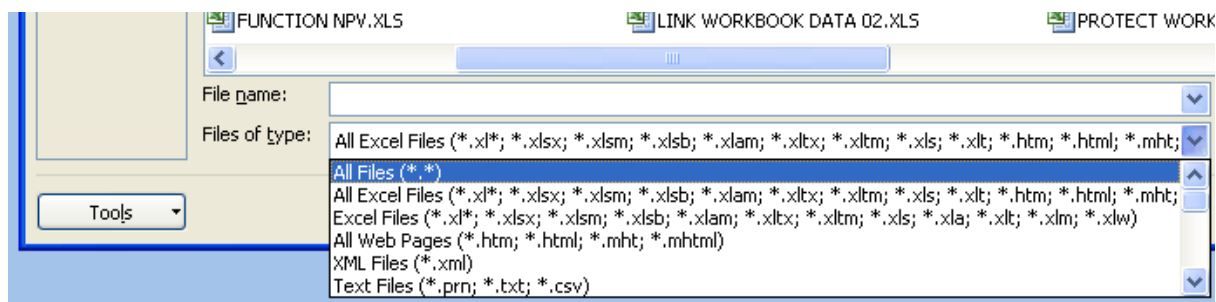 FUNCTION NPV.XLS LINK WORKBOOK DATA 02.XLS PROTECT WORK
File name:
Files of type: All Excel Files (*.xl*; *.xlsx; *.xlsm; *.xlsb; *.xlam; *.xltx; *.xltm; *.xls; *.xlt; *.htm; *.html; *.mht;
All Files (*.*)
All Excel Files (*.xl*; *.xlsx; *.xlsm; *.xlsb; *.xlam; *.xltx; *.xltm; *.xls; *.xlt; *.htm; *.html; *.mht;
Tools Excel Files (*.xl*; *.xlsx; *.xlsm; *.xlsb; *.xlam; *.xltx; *.xltm; *.xls; *.xla; *.xlt; *.xlm; *.xlw)
All Web Pages (*.htm; *.html; *.mht; *.mhtml)
XML Files (*.xml)
Text Files (*.prn; *.txt; *.csv)